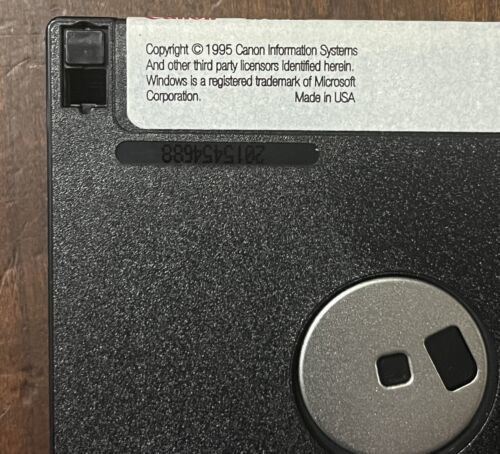 Canon
Copyright © 1995 Canon Information Systems
And other third party licensors Identified herein.
Windows is a registered trademark of Microsoft
Corporation. Made in USA